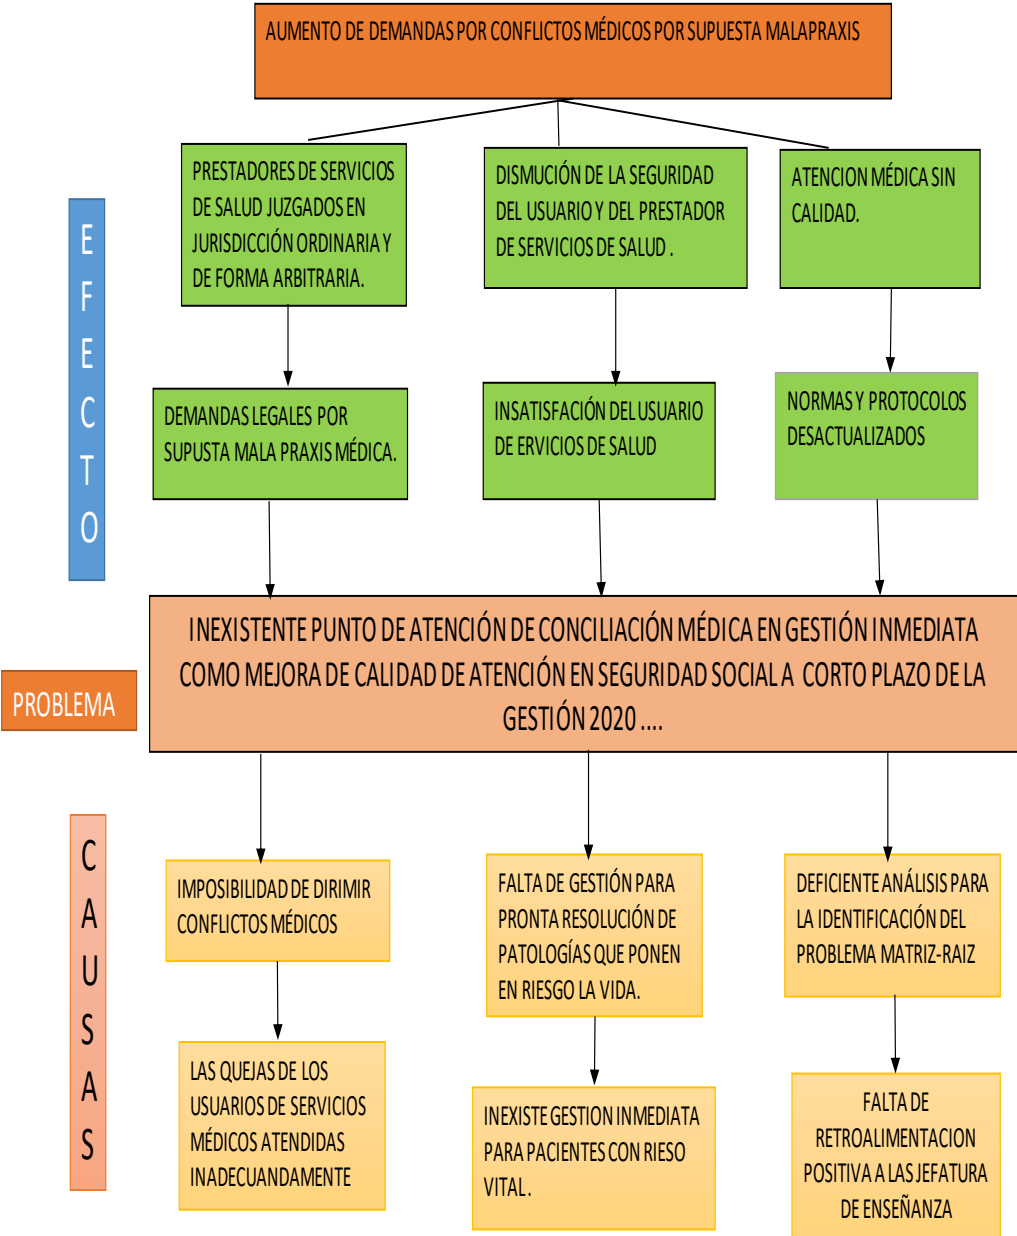 AUMENTO DE DEMANDAS POR CONFLICTOS MÉDICOS POR SUPUESTA MALAPRAXIS
EFECTO
PRESTADORES DE SERVICIOS
DE SALUD JUZGADOS EN
JURISDICCIÓN ORDINARIA Y
DE FORMA ARBITRARIA.
DISMUCIÓN DE LA SEGURIDAD
DEL USUARIO Y DEL PRESTADOR
DE SERVICIOS DE SALUD .
ATENCION MÉDICA SIN
CALIDAD.
DEMANDAS LEGALES POR
SUPUSTA MALA PRAXIS MÉDICA.
INSATISFACIÓN DEL USUARIO
DE ERVICIOS DE SALUD
NORMAS Y PROTOCOLOS
DESACTUALIZADOS
PROBLEMA
INEXISTENTE PUNTO DE ATENCIÓN DE CONCILIACIÓN MÉDICA EN GESTIÓN INMEDIATA
COMO MEJORA DE CALIDAD DE ATENCIÓN EN SEGURIDAD SOCIAL A CORTO PLAZO DE LA
GESTIÓN 2020 ....
CAUSAS
IMPOSIBILIDAD DE DIRIMIR
CONFLICTOS MÉDICOS
FALTA DE GESTIÓN PARA
PRONTA RESOLUCIÓN DE
PATOLOGÍAS QUE PONEN
EN RIESGO LA VIDA.
DEFICIENTE ANÁLISIS PARA
LA IDENTIFICACIÓN DEL
PROBLEMA MATRIZ-RAIZ
LAS QUEJAS DE LOS
USUARIOS DE SERVICIOS
MÉDICOS ATENDIDAS
INADECUANDAMENTE
INEXISTE GESTION INMEDIATA
PARA PACIENTES CON RIESO
VITAL .
FALTA DE
RETROALIMENTACION
POSITIVA A LAS JEFATURA
DE ENSEÑANZA